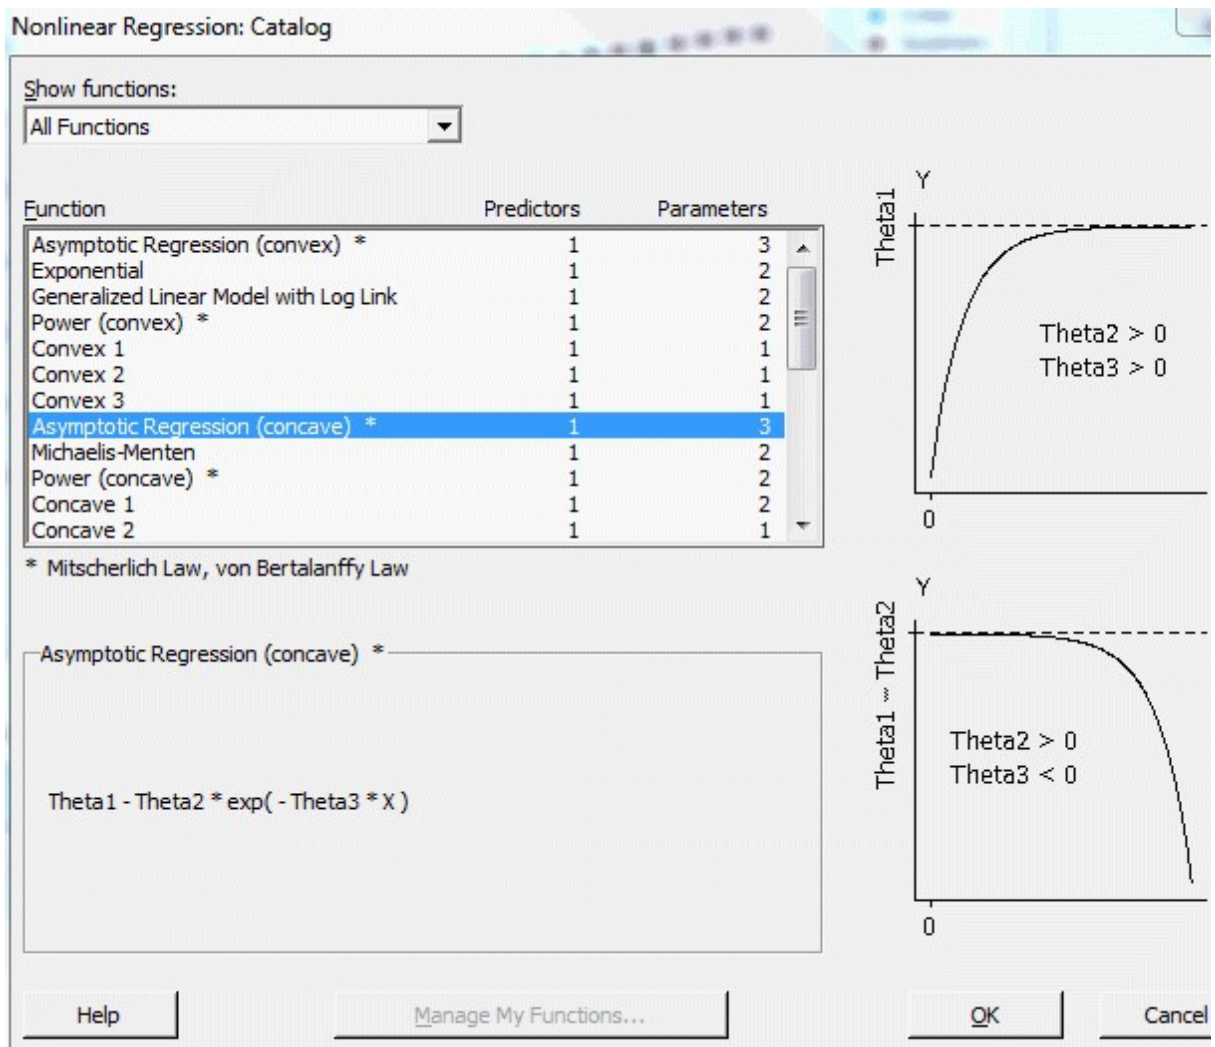 Nonlinear Regression: Catalog
Show functions:
All Functions
Function Predictors Parameters
Asymptotic Regression (convex) * 1 3
Exponential 1 2
Generalized Linear Model with Log Link 1 2
Power (convex) * 1 2
Convex 1 1 1
Convex 2 1 1
Convex 3 1 1
Asymptotic Regression (concave) * 1 3
Michaelis-Menten 1 2
Power (concave) * 1 2
Concave 1 1 2
Concave 2 1 1
* Mitscherlich Law, von Bertalanffy Law
Asymptotic Regression (concave) *
Theta1 - Theta2 * exp( - Theta3 * X )
Y
Theta1
Theta2 > 0
Theta3 > 0
0
Y
Theta1 - Theta2
Theta2 > 0
Theta3 < 0
0
Help
Manage My Functions...
OK
Cancel